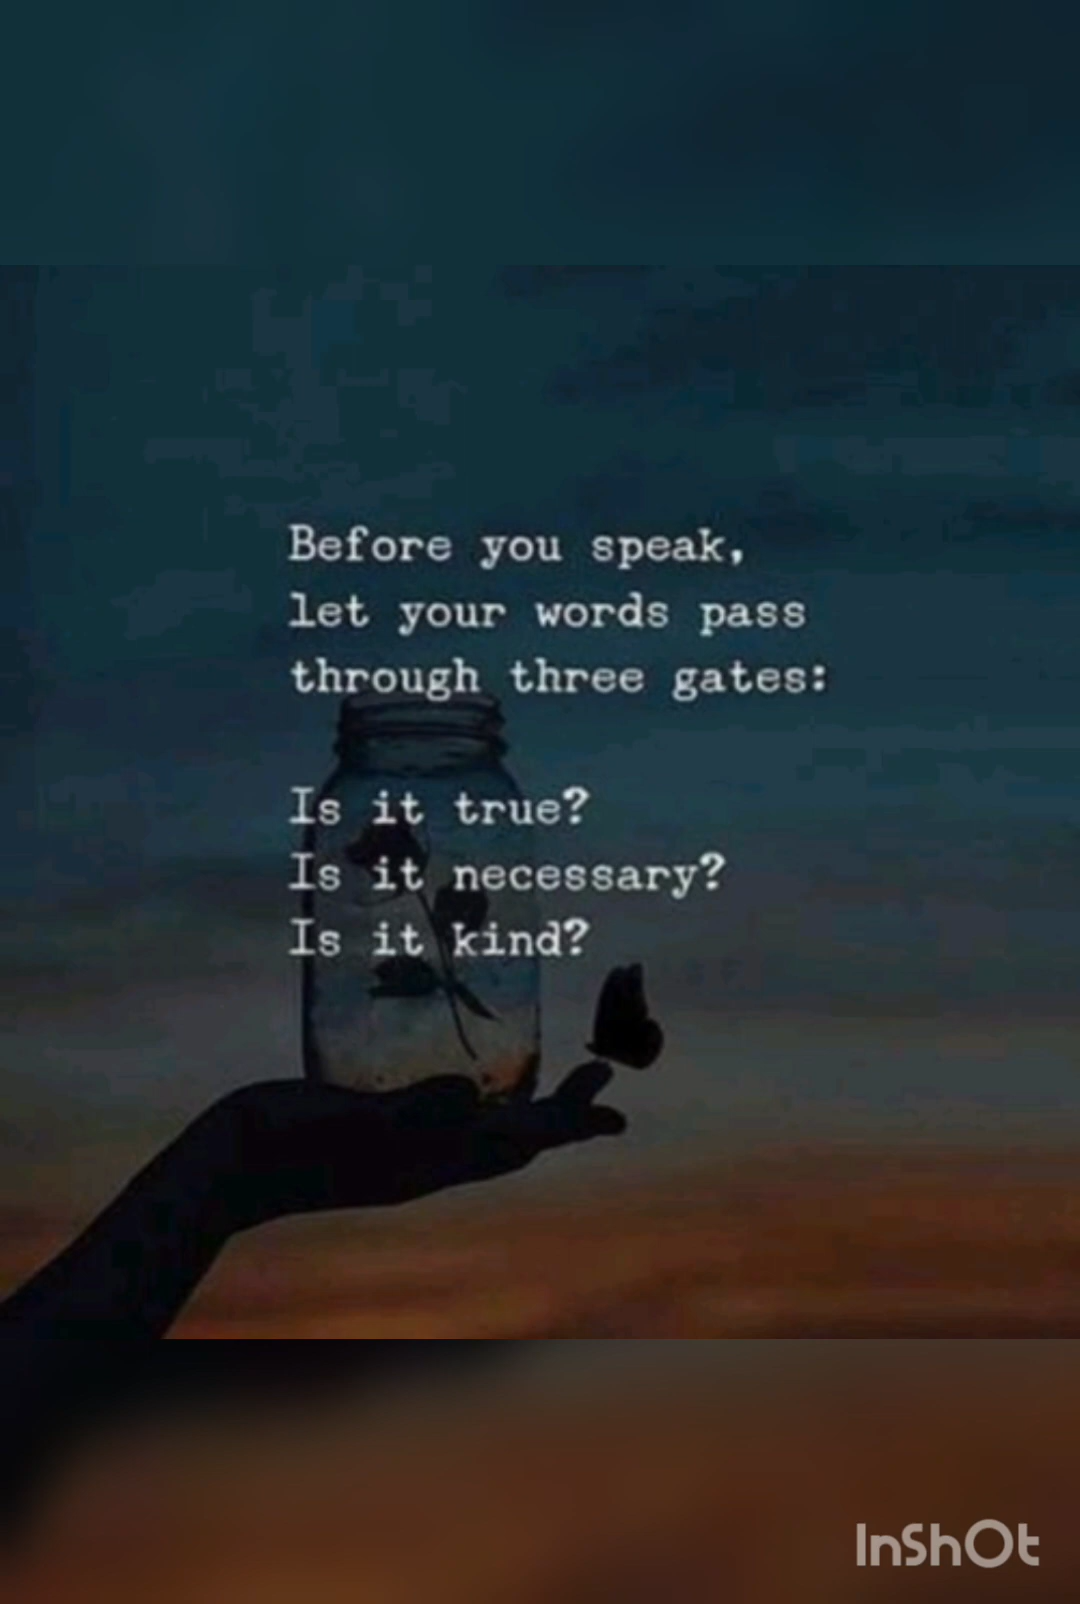 Before you speak,
let your words pass
through three gates:
Is it true?
Is it necessary?
Is it kind?
InShOt